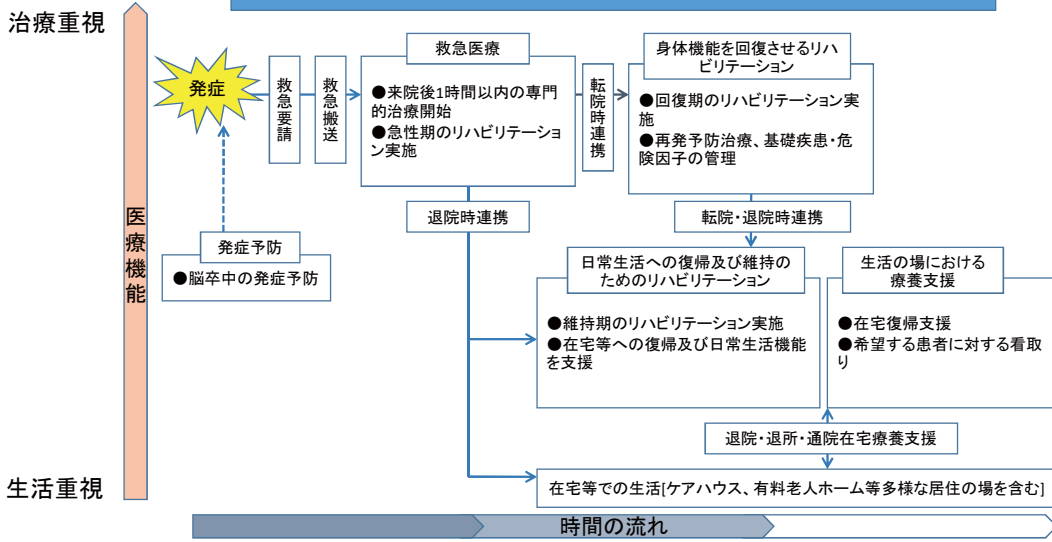 治療重視
発症
救急要請
救急搬送
救急医療
●来院後1時間以内の専門
的治療開始
●急性期のリハビリテーショ
ン実施
転院時連携
身体機能を回復させるリハ
ビリテーション
●回復期のリハビリテーション実
施
●再発予防治療、基礎疾患・危
険因子の管理
医療機能
発症予防
●脳卒中の発症予防
退院時連携
転院・退院時連携
日常生活への復帰及び維持の
ためのリハビリテーション
●維持期のリハビリテーション実施
●在宅等への復帰及び日常生活機能
を支援
生活の場における
療養支援
●在宅復帰支援
●希望する患者に対する看取
り
退院・退所・通院在宅療養支援
生活重視
在宅等での生活[ケアハウス、有料老人ホーム等多様な居住の場を含む]
時間の流れ